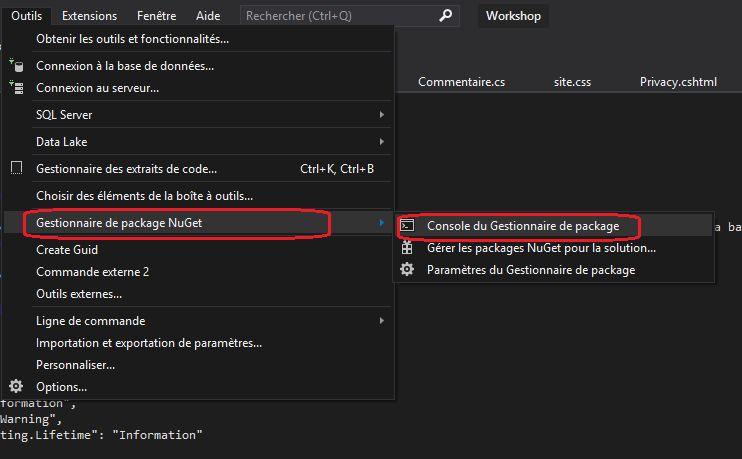 Outils Extensions Fenêtre Aide Rechercher (Ctrl+Q) Workshop
Obtenir les outils et fonctionnalités...
Connexion à la base de données...
Connexion au serveur...
Commentaire.cs site.css Privacy.cshtml
SQL Server
Data Lake
Gestionnaire des extraits de code... Ctrl+K, Ctrl+B
Choisir des éléments de la boîte à outils...
Gestionnaire de package NuGet
Console du Gestionnaire de package
a ba
Create Guid
Gérer les packages NuGet pour la solution...
Commande externe 2
Paramètres du Gestionnaire de package
Outils externes...
Ligne de commande
Importation et exportation de paramètres...
Personnaliser...
Options...
formation",
Warning",
ting.Lifetime": "Information"